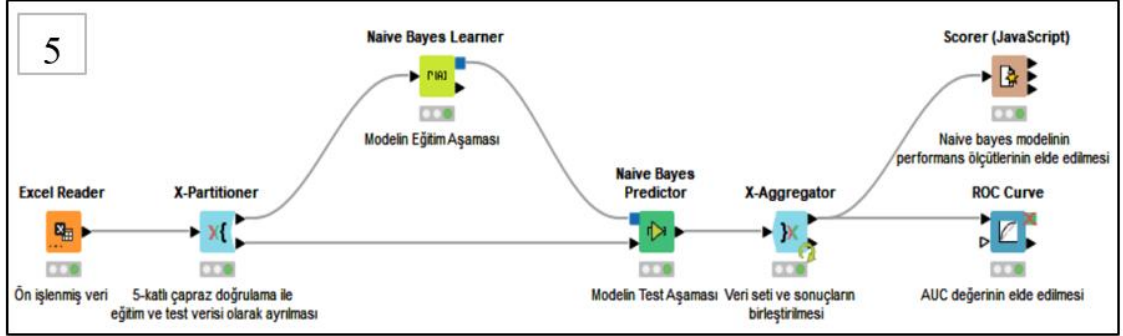 5
Naive Bayes Learner
Modelin Eğitim Aşaması
Scorer (JavaScript)
Naive bayes modelinin
performans ölçütlerinin elde edilmesi
Excel Reader
Ön işlenmiş veri
X-Partitioner
5-katlı çapraz doğrulama ile
eğitim ve test verisi olarak ayrılması
Naive Bayes
Predictor
Modelin Test Aşaması
X-Aggregator
Veri seti ve sonuçların
birleştirilmesi
ROC Curve
AUC değerinin elde edilmesi